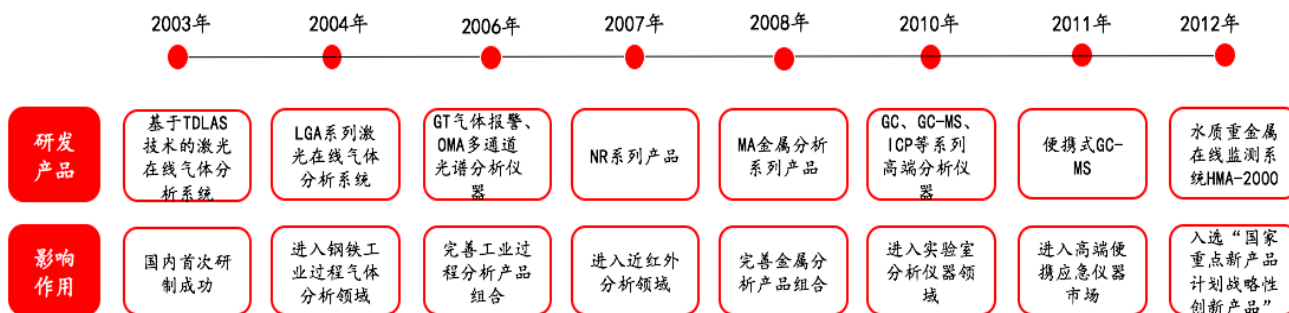 2003年
2004年
2006年
2007年
2008年
2010年
2011年
2012年
研发
产品
基于TDLAS
技术的激光
在线气体分
析系统
LGA系列激
光在线气体
分析系统
GT气体报警、
OMA多通道
光谱分析仪
器
NR系列产品
MA金属分析
系列产品
GC、GC-MS、
ICP等系列
高端分析仪
器
便携式GC-
MS
水质重金属
在线监测系
统HMA-2000
影响
作用
国内首次研
制成功
进入钢铁工
业过程气体
分析领域
完善工业过
程分析产品
组合
进入近红外
分析领域
完善金属分
析产品组合
进入实验室
分析仪器领
域
进入高端便
携应急仪器
市场
入选“国家
重点新产品
计划战略性
创新产品”